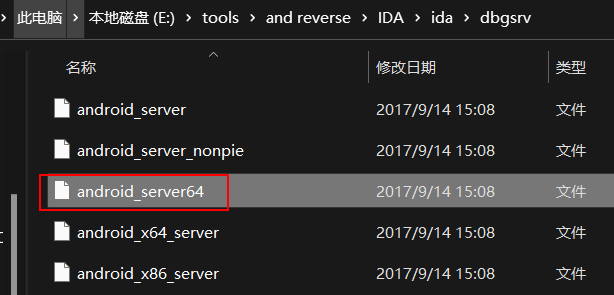 此电脑 › 本地磁盘 (E:) › tools › and reverse › IDA › ida › dbgsrv
名称 修改日期 类型
android_server 2017/9/14 15:08 文件
android_server_nonpie 2017/9/14 15:08 文件
android_server64 2017/9/14 15:08 文件
android_x64_server 2017/9/14 15:08 文件
android_x86_server 2017/9/14 15:08 文件